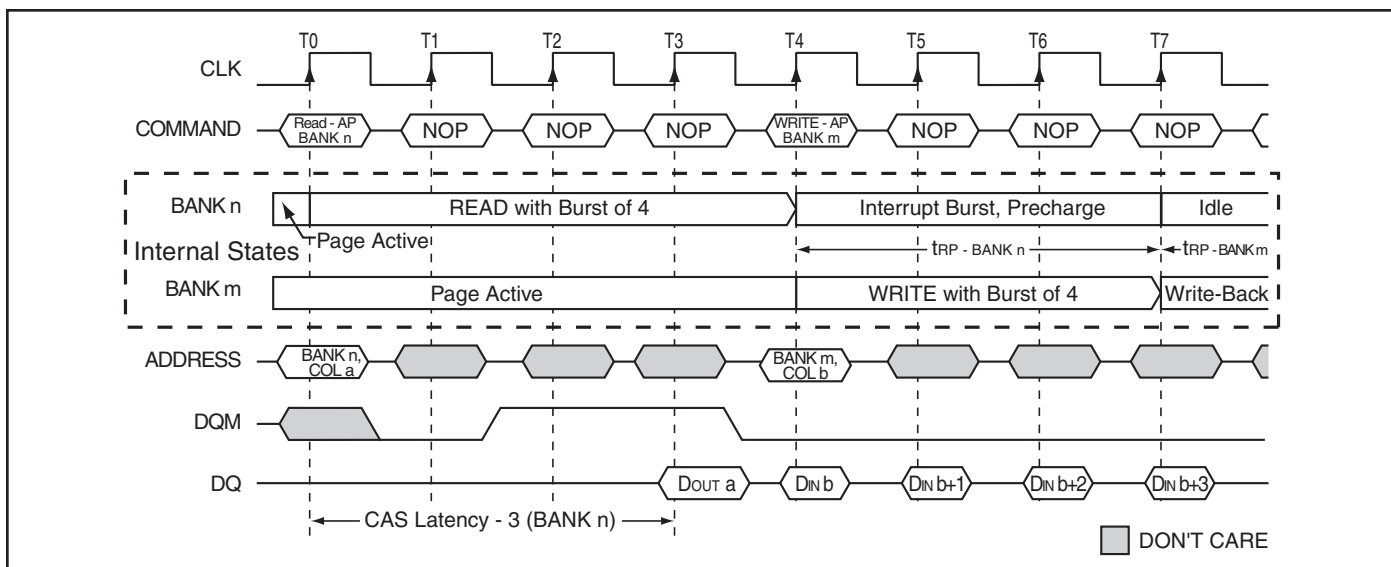 T0 T1 T2 T3 T4 T5 T6 T7
CLK
COMMAND Read - AP BANK n NOP NOP NOP WRITE - AP BANK m NOP NOP NOP
BANK n READ with Burst of 4 Interrupt Burst, Precharge Idle
Page Active
Internal States
tRP - BANK n tRP - BANK m
BANK m Page Active WRITE with Burst of 4 Write-Back
ADDRESS BANK n, COL a BANK m, COL b
DQM
DQ DOUT a DIN b DIN b+1 DIN b+2 DIN b+3
CAS Latency - 3 (BANK n)
DON'T CARE